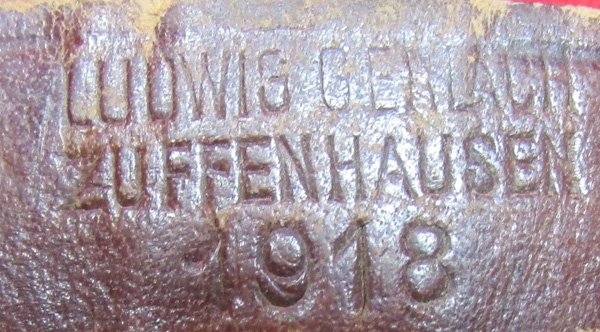 LUDWIG GERLACH
ZUFFENHAUSEN
1918